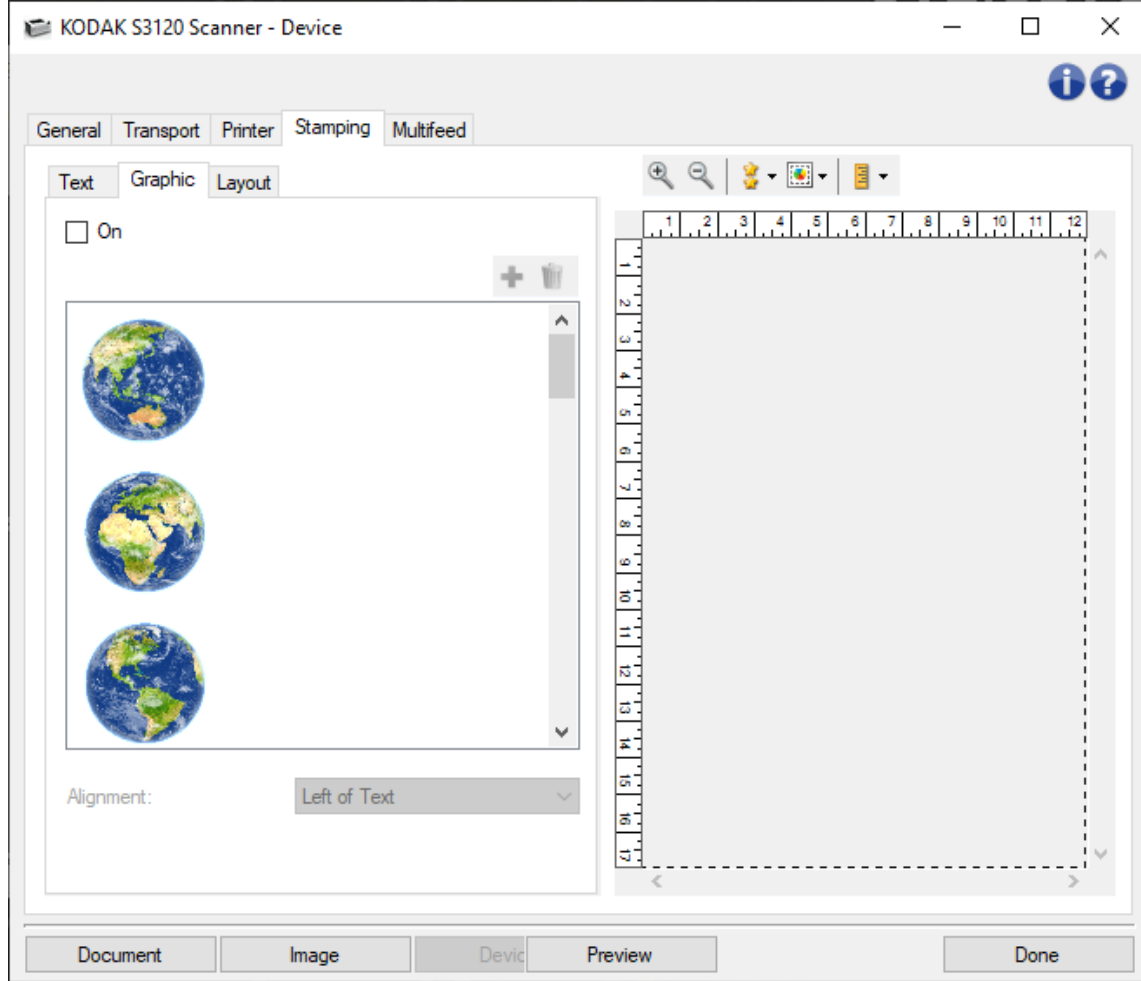 KODAK S3120 Scanner - Device
General Transport Printer Stamping Multifeed
Text Graphic Layout
On
1 2 3 4 5 6 7 8 9 10 11 12
1
2
3
4
5
6
7
8
9
10
11
12
13
14
15
16
17
Alignment: Left of Text
Document Image Devic Preview Done